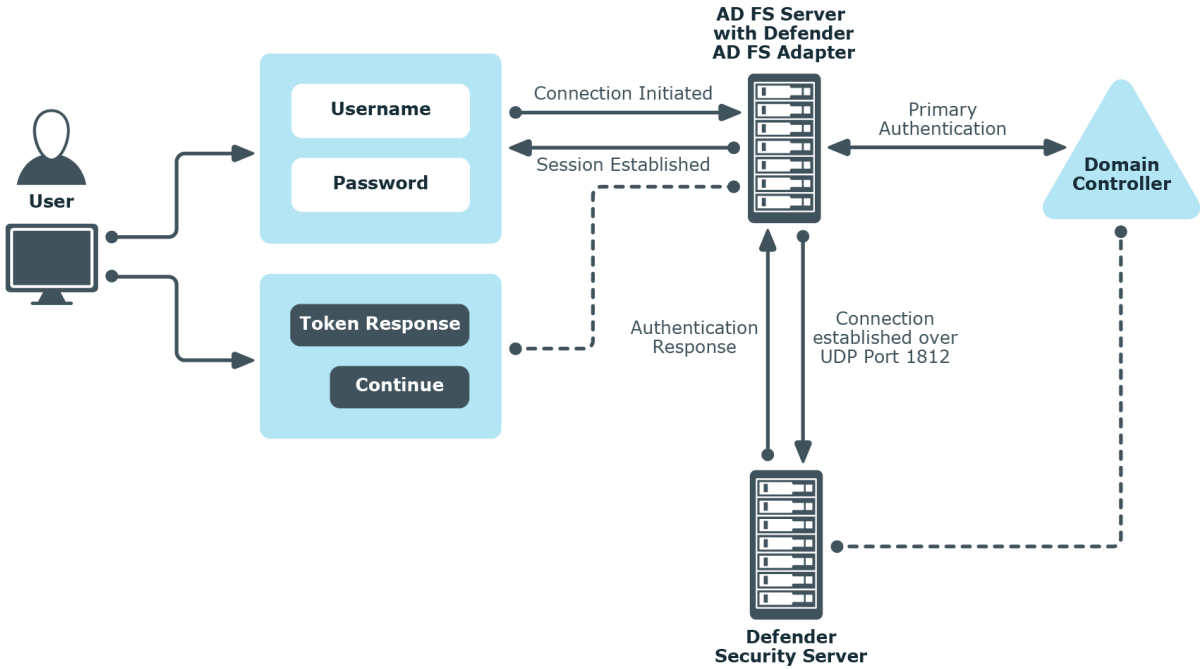 AD FS Server
with Defender
AD FS Adapter
Username
Connection Initiated
Primary
Authentication
Session Established
Domain
Controller
Password
User
Token Response
Continue
Authentication
Response
Connection
established over
UDP Port 1812
Defender
Security Server